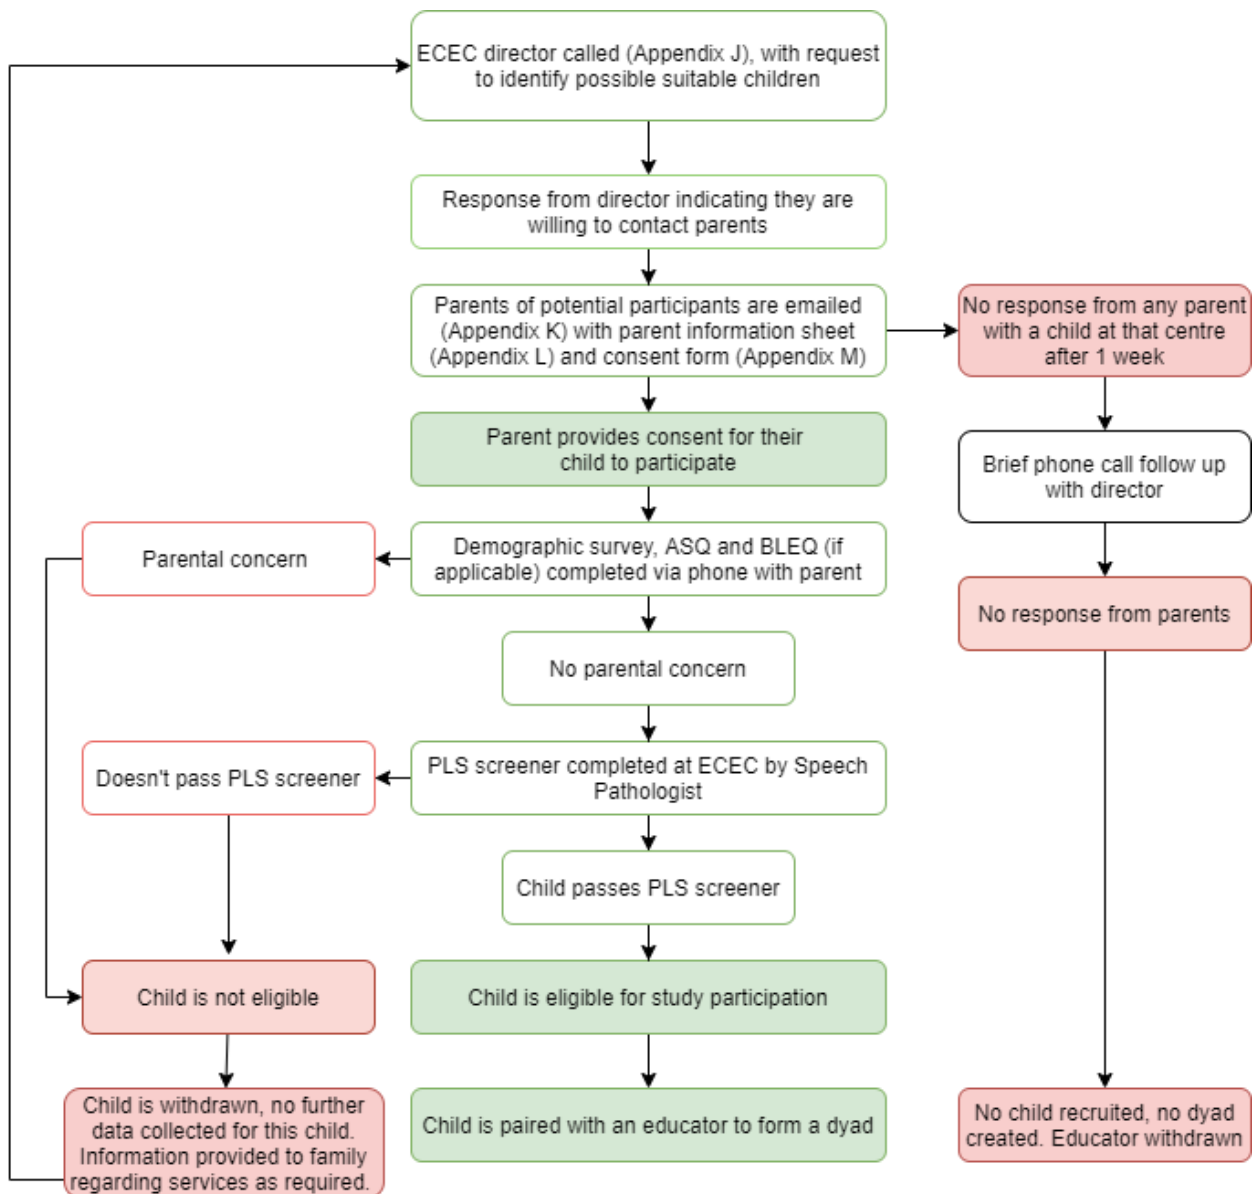 ECEC director called (Appendix J), with request
to identify possible suitable children
Response from director indicating they are
willing to contact parents
Parents of potential participants are emailed
(Appendix K) with parent information sheet
(Appendix L) and consent form (Appendix M)
No response from any parent
with a child at that centre
after 1 week
Parent provides consent for their
child to participate
Brief phone call follow up
with director
Parental concern
Demographic survey, ASQ and BLEQ (if
applicable) completed via phone with parent
No response from parents
No parental concern
Doesn't pass PLS screener
PLS screener completed at ECEC by Speech
Pathologist
Child passes PLS screener
Child is not eligible
Child is eligible for study participation
Child is withdrawn, no further
data collected for this child.
Information provided to family
regarding services as required.
Child is paired with an educator to form a dyad
No child recruited, no dyad
created. Educator withdrawn